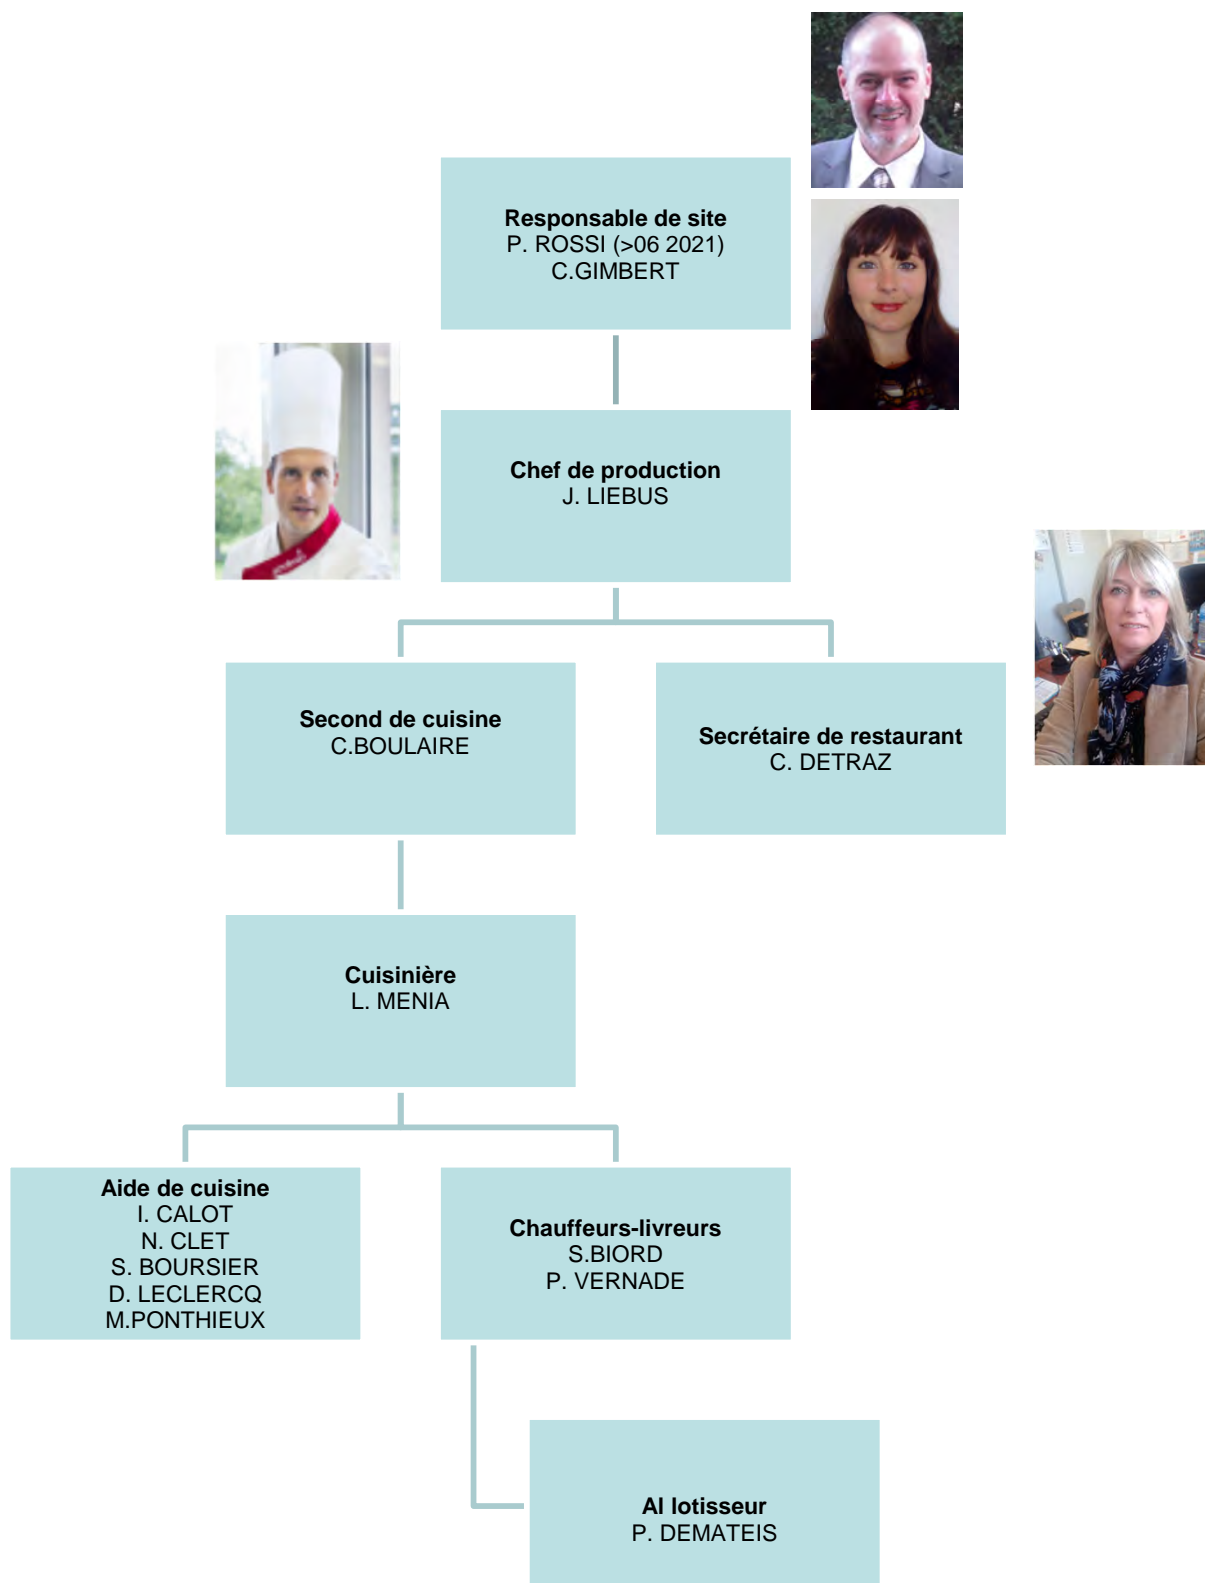 Responsable de site
P. ROSSI (>06 2021)
C.GIMBERT
Chef de production
J. LIEBUS
Second de cuisine
C.BOULAIRE
Secrétaire de restaurant
C. DETRAZ
Cuisinière
L. MENIA
Aide de cuisine
I. CALOT
N. CLET
S. BOURSIER
D. LECLERCQ
M.PONTHIEUX
Chauffeurs-livreurs
S.BIORD
P. VERNADE
Al lotisseur
P. DEMATEIS